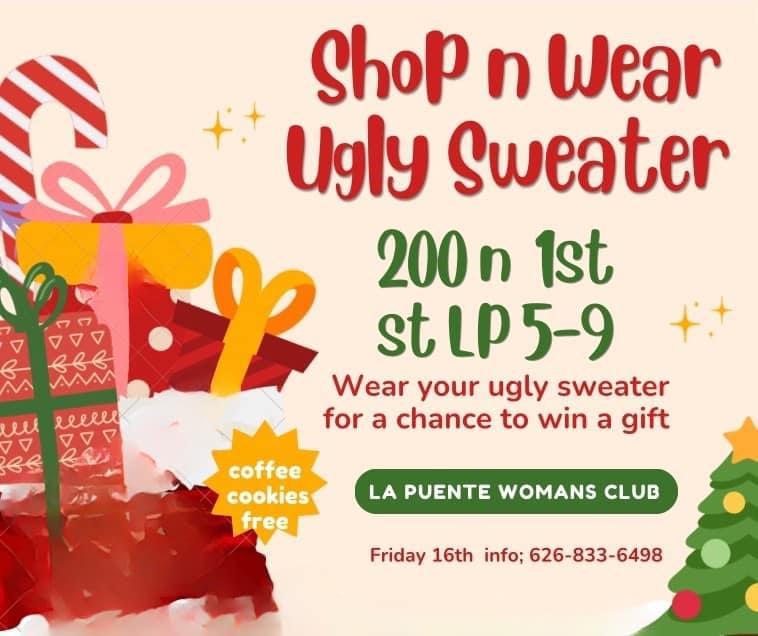 Shop n Wear
Ugly Sweater
200 n 1st
st LP 5-9
Wear your ugly sweater
for a chance to win a gift
coffee
cookies
free
LA PUENTE WOMANS CLUB
Friday 16th info; 626-833-6498